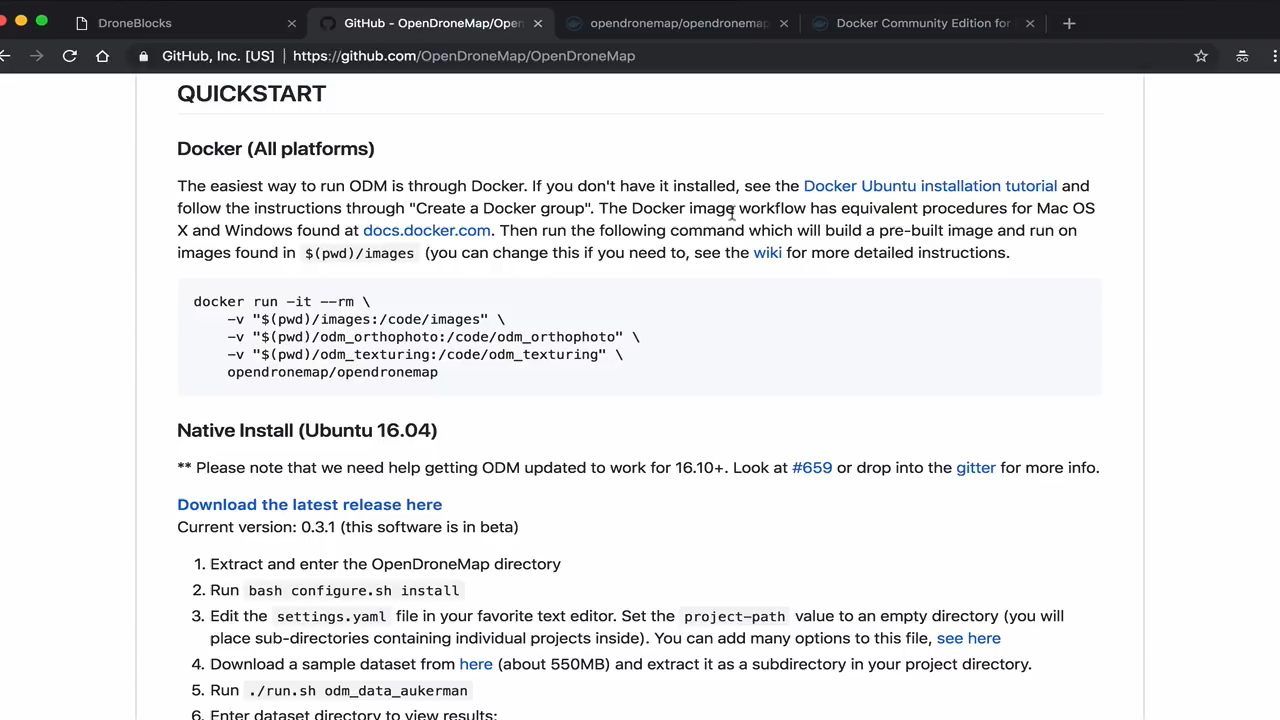 DroneBlocks
GitHub - OpenDroneMap/Open
opendronemap/opendronemap
Docker Community Edition for
GitHub, Inc. [US] | https://github.com/OpenDroneMap/OpenDroneMap
QUICKSTART
Docker (All platforms)
The easiest way to run ODM is through Docker. If you don't have it installed, see the Docker Ubuntu installation tutorial and
follow the instructions through "Create a Docker group". The Docker image workflow has equivalent procedures for Mac OS
X and Windows found at docs.docker.com. Then run the following command which will build a pre-built image and run on
images found in $(pwd)/images (you can change this if you need to, see the wiki for more detailed instructions.
docker run -it --rm \
-v "$(pwd)/images:/code/images" \
-v "$(pwd)/odm_orthophoto:/code/odm_orthophoto" \
-v "$(pwd)/odm_texturing:/code/odm_texturing" \
opendronemap/opendronemap
Native Install (Ubuntu 16.04)
** Please note that we need help getting ODM updated to work for 16.10+. Look at #659 or drop into the gitter for more info.
Download the latest release here
Current version: 0.3.1 (this software is in beta)
1. Extract and enter the OpenDroneMap directory
2. Run bash configure.sh install
3. Edit the settings.yaml file in your favorite text editor. Set the project-path value to an empty directory (you will
place sub-directories containing individual projects inside). You can add many options to this file, see here
4. Download a sample dataset from here (about 550MB) and extract it as a subdirectory in your project directory.
5. Run ./run.sh odm_data_aukerman
6. Enter dataset directory to view results: